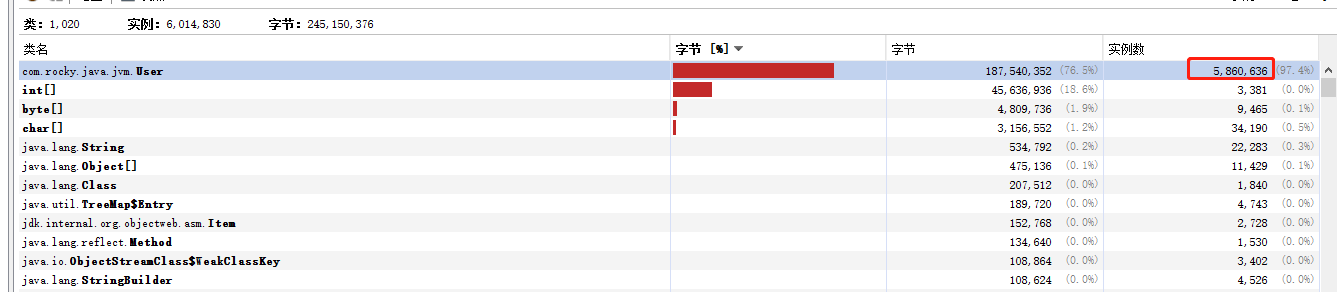 类: 1,020 实例: 6,014,830 字节: 245,150,376
类名 字节 [%] 字节 实例数
com.rocky.java.jvm.User 187,540,352 (76.5%) 5,860,636 (97.4%)
int[] 45,636,936 (18.6%) 3,381 (0.0%)
byte[] 4,809,736 (1.9%) 9,465 (0.1%)
char[] 3,156,552 (1.2%) 34,190 (0.5%)
java.lang.String 534,792 (0.2%) 22,283 (0.3%)
java.lang.Object[] 475,136 (0.1%) 11,429 (0.1%)
java.lang.Class 207,512 (0.0%) 1,840 (0.0%)
java.util.TreeMap$Entry 189,720 (0.0%) 4,743 (0.0%)
jdk.internal.org.objectweb.asm.Item 152,768 (0.0%) 2,728 (0.0%)
java.lang.reflect.Method 134,640 (0.0%) 1,530 (0.0%)
java.io.ObjectStreamClass$WeakClassKey 108,864 (0.0%) 3,402 (0.0%)
java.lang.StringBuilder 108,624 (0.0%) 4,526 (0.0%)